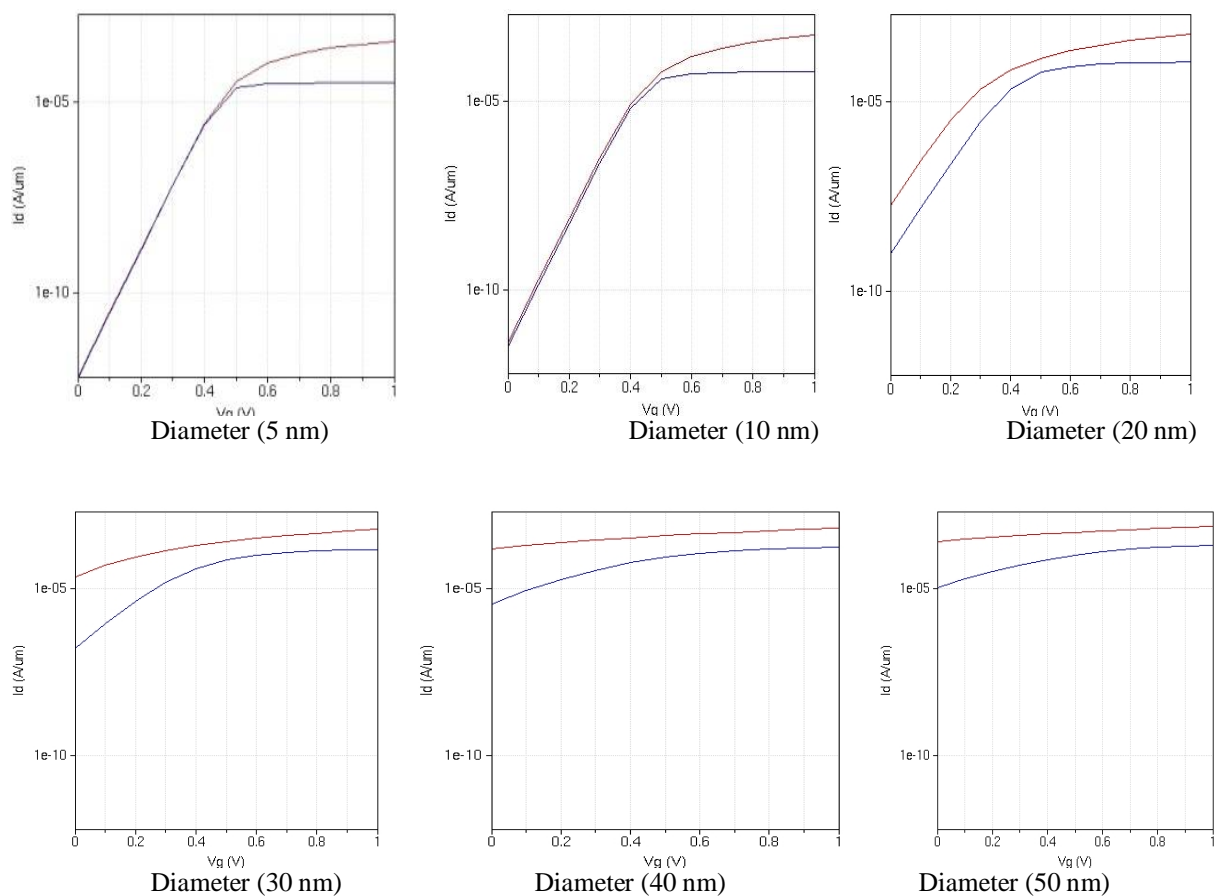 1e-05
1e-10
Id (A/um)
0 0.2 0.4 0.6 0.8 1
Vg (V)
Diameter (5 nm)
1e-05
1e-10
Id (A/um)
0 0.2 0.4 0.6 0.8 1
Vg (V)
Diameter (10 nm)
1e-05
1e-10
Id (A/um)
0 0.2 0.4 0.6 0.8 1
Vg (V)
Diameter (20 nm)
1e-05
1e-10
Id (A/um)
0 0.2 0.4 0.6 0.8 1
Vg (V)
Diameter (30 nm)
1e-05
1e-10
Id (A/um)
0 0.2 0.4 0.6 0.8 1
Vg (V)
Diameter (40 nm)
1e-05
1e-10
Id (A/um)
0 0.2 0.4 0.6 0.8 1
Vg (V)
Diameter (50 nm)